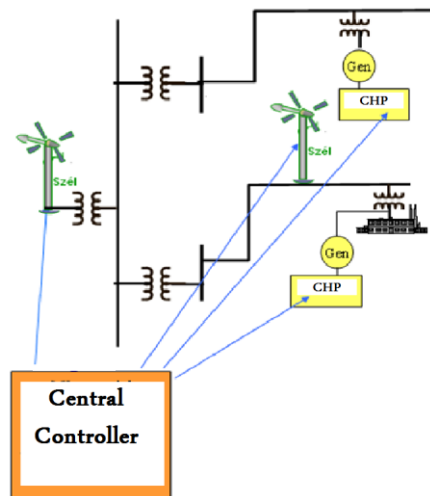 Gen
CHP
Szél
Szél
Gen
CHP
Central
Controller